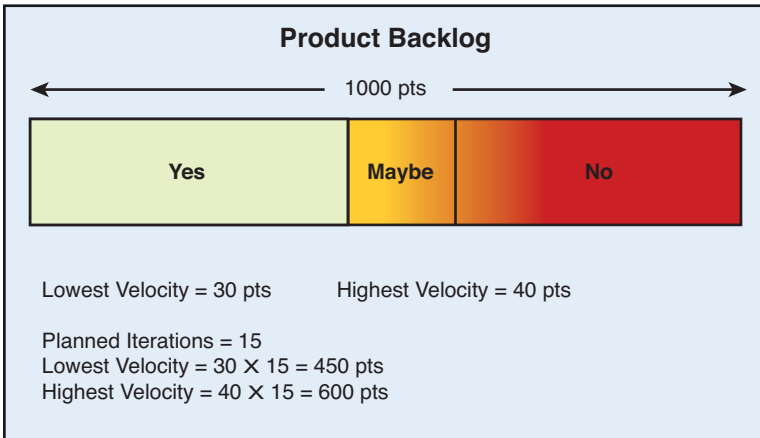 Product Backlog
1000 pts
Yes Maybe No
Lowest Velocity = 30 pts Highest Velocity = 40 pts
Planned Iterations = 15
Lowest Velocity = 30 × 15 = 450 pts
Highest Velocity = 40 × 15 = 600 pts